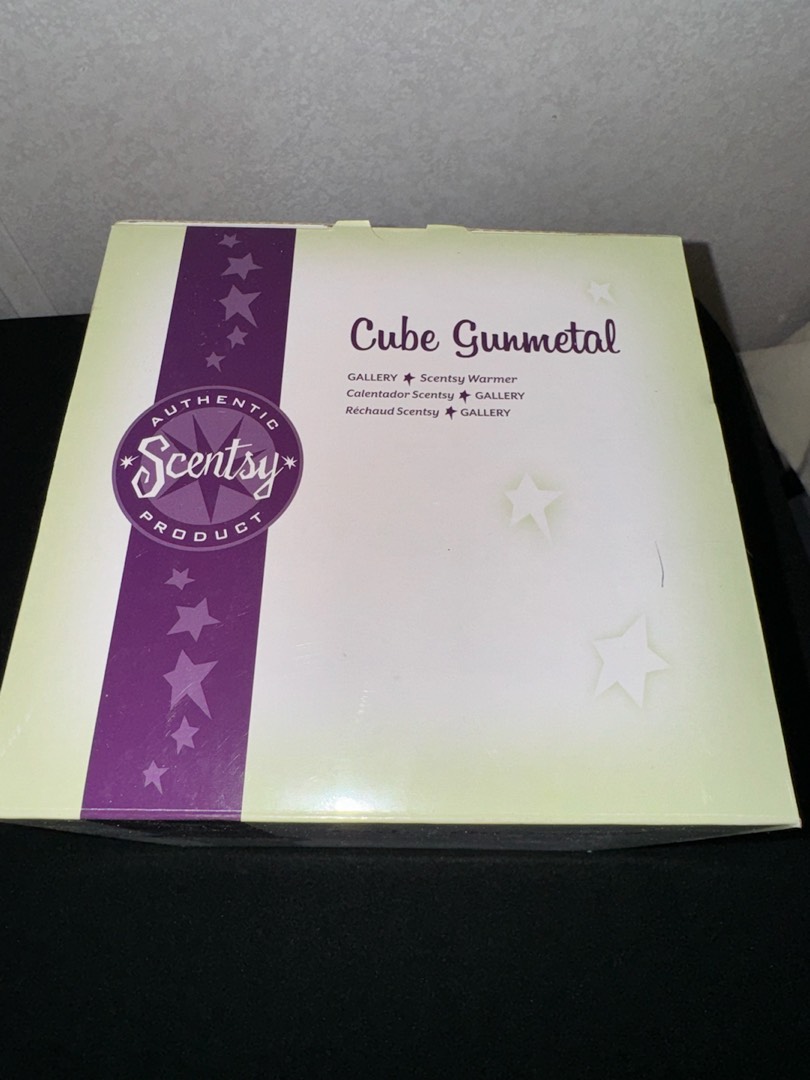 Cube Gunmetal
GALLERY Scentsy Warmer
Calentador Scentsy GALLERY
Réchaud Scentsy GALLERY
AUTHENTIC
Scentsy
PRODUCT